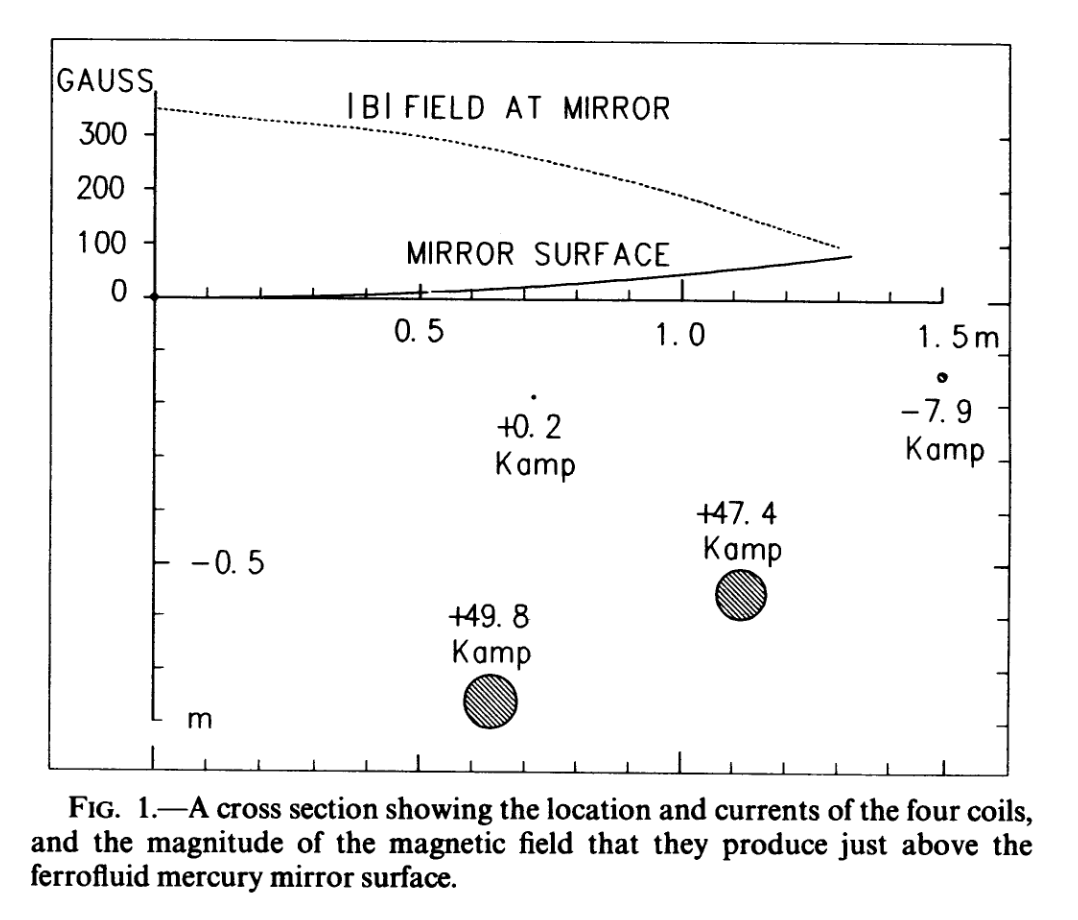 GAUSS
|B| FIELD AT MIRROR
300
200
100
MIRROR SURFACE
0
0.5
1.0
1.5m
+0.2
Kamp
-7.9
Kamp
+47.4
Kamp
-0.5
+49.8
Kamp
m
FIG. 1.—A cross section showing the location and currents of the four coils,
and the magnitude of the magnetic field that they produce just above the
ferrofluid mercury mirror surface.